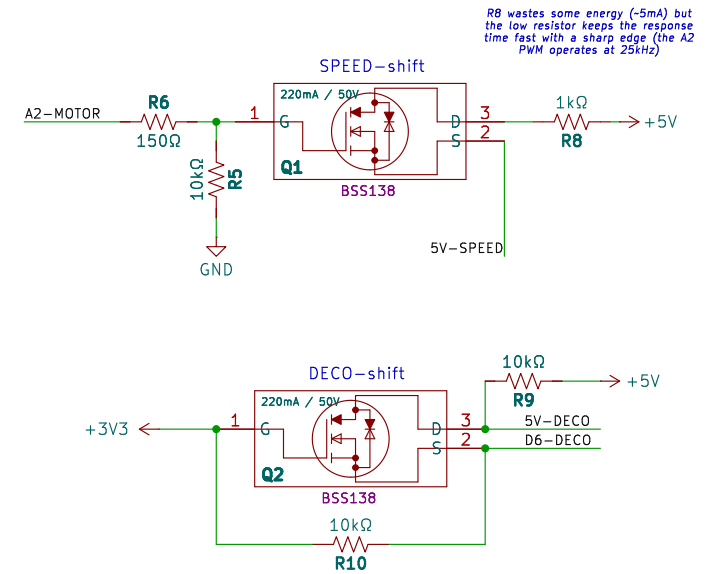 R8 wastes some energy (~5mA) but
the low resistor keeps the response
time fast with a sharp edge (the A2
PWM operates at 25kHz)
SPEED-shift
220mA / 50V
A2-MOTOR
R6
150Ω
1
G
D
3
S
2
1kΩ
R8
+5V
10kΩ
R5
Q1
BSS138
GND
5V-SPEED
DECO-shift
220mA / 50V
+3V3
1
G
D
3
S
2
10kΩ
R9
+5V
5V-DECO
D6-DECO
Q2
BSS138
10kΩ
R10